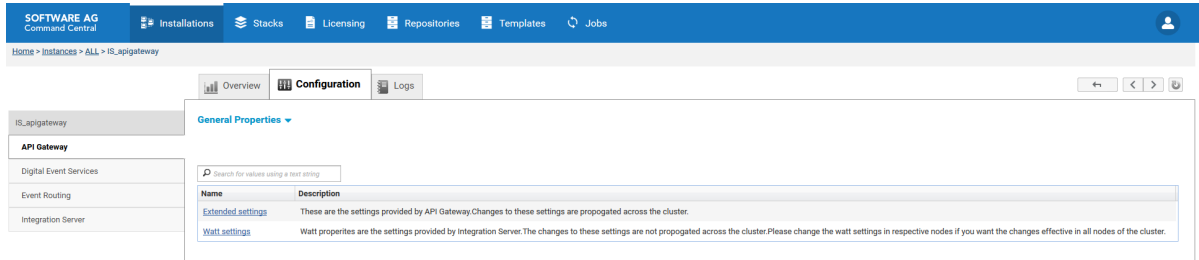 SOFTWARE AG
Command Central
Installations
Stacks
Licensing
Repositories
Templates
Jobs
Home > Instances > ALL > IS_apigateway
Overview
Configuration
Logs
IS_apigateway
API Gateway
Digital Event Services
Event Routing
Integration Server
General Properties
Search for values using a text string
Name Description
Extended settings These are the settings provided by API Gateway.Changes to these settings are propogated across the cluster.
Watt settings Watt properites are the settings provided by Integration Server.The changes to these settings are not propogated across the cluster.Please change the watt settings in respective nodes if you want the changes effective in all nodes of the cluster.